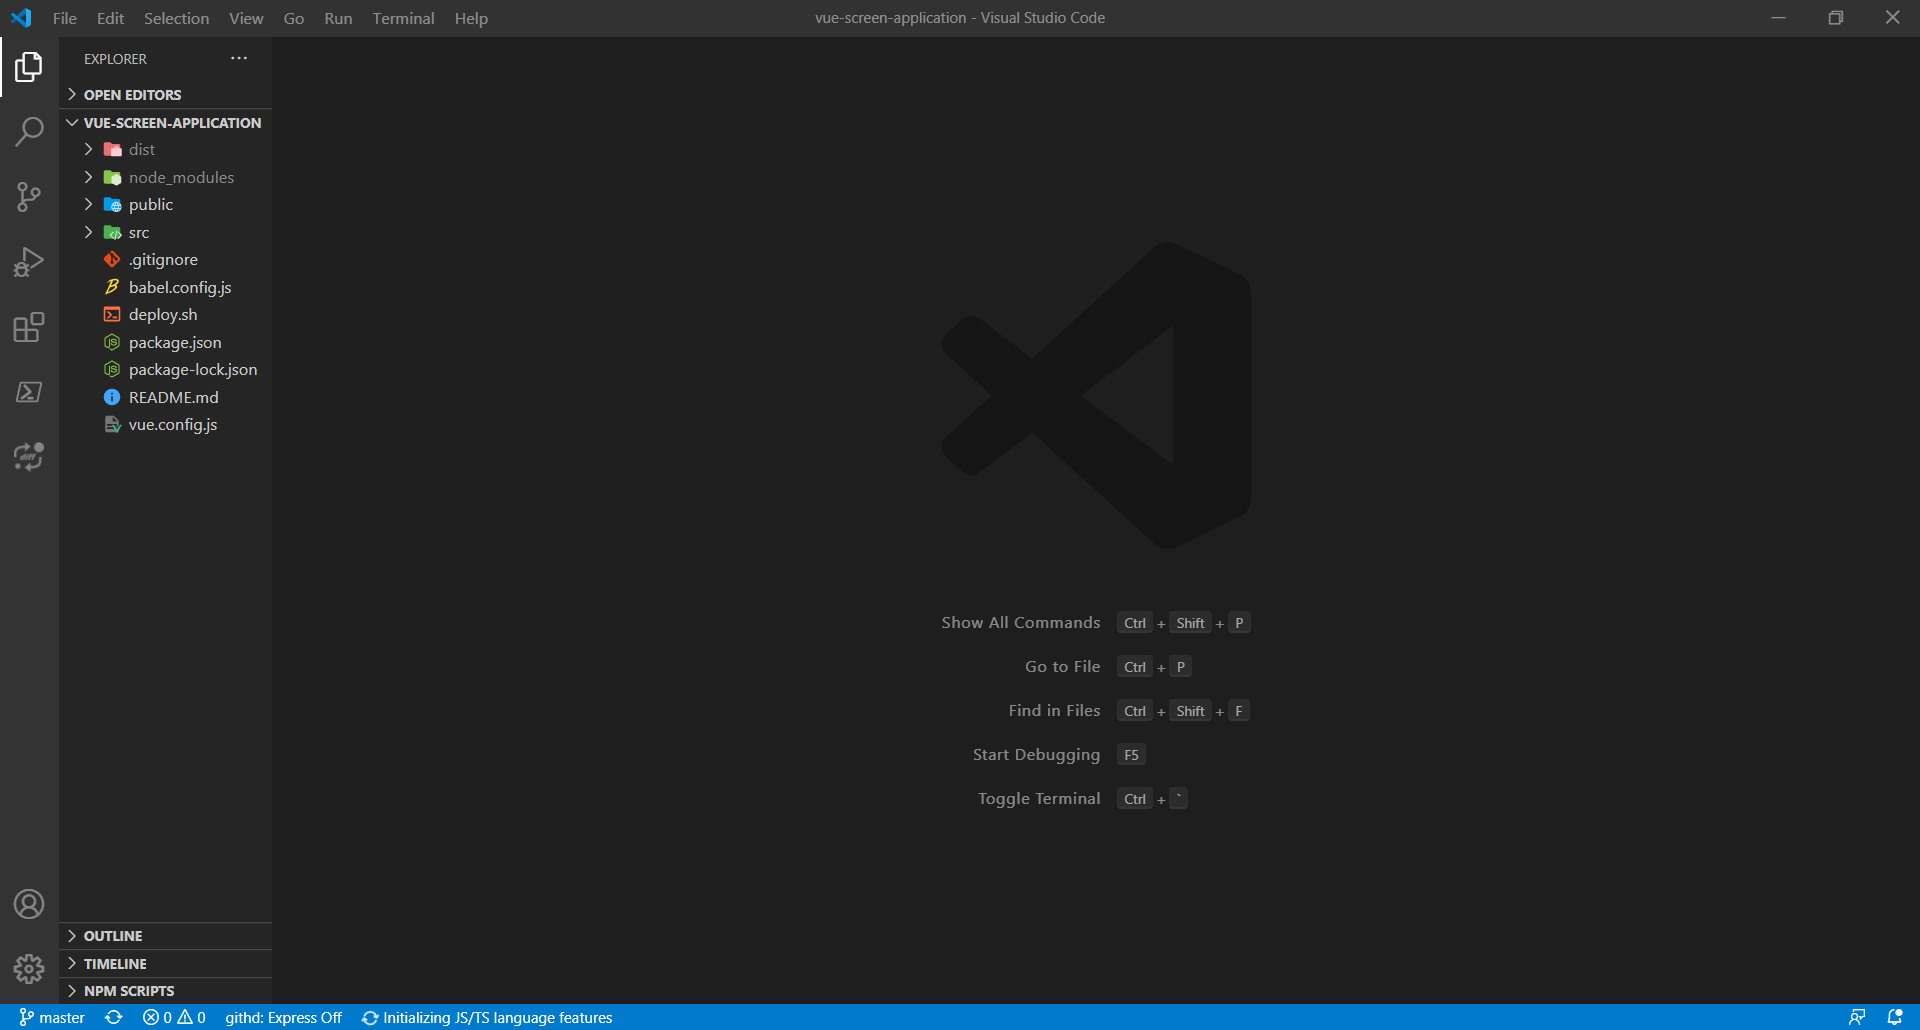 File Edit Selection View Go Run Terminal Help
vue-screen-application - Visual Studio Code
EXPLORER
OPEN EDITORS
VUE-SCREEN-APPLICATION
dist
node_modules
public
src
.gitignore
babel.config.js
deploy.sh
package.json
package-lock.json
README.md
vue.config.js
Show All Commands Ctrl + Shift + P
Go to File Ctrl + P
Find in Files Ctrl + Shift + F
Start Debugging F5
Toggle Terminal Ctrl + `
OUTLINE
TIMELINE
NPM SCRIPTS
master 0 0 githd: Express Off Initializing JS/TS language features